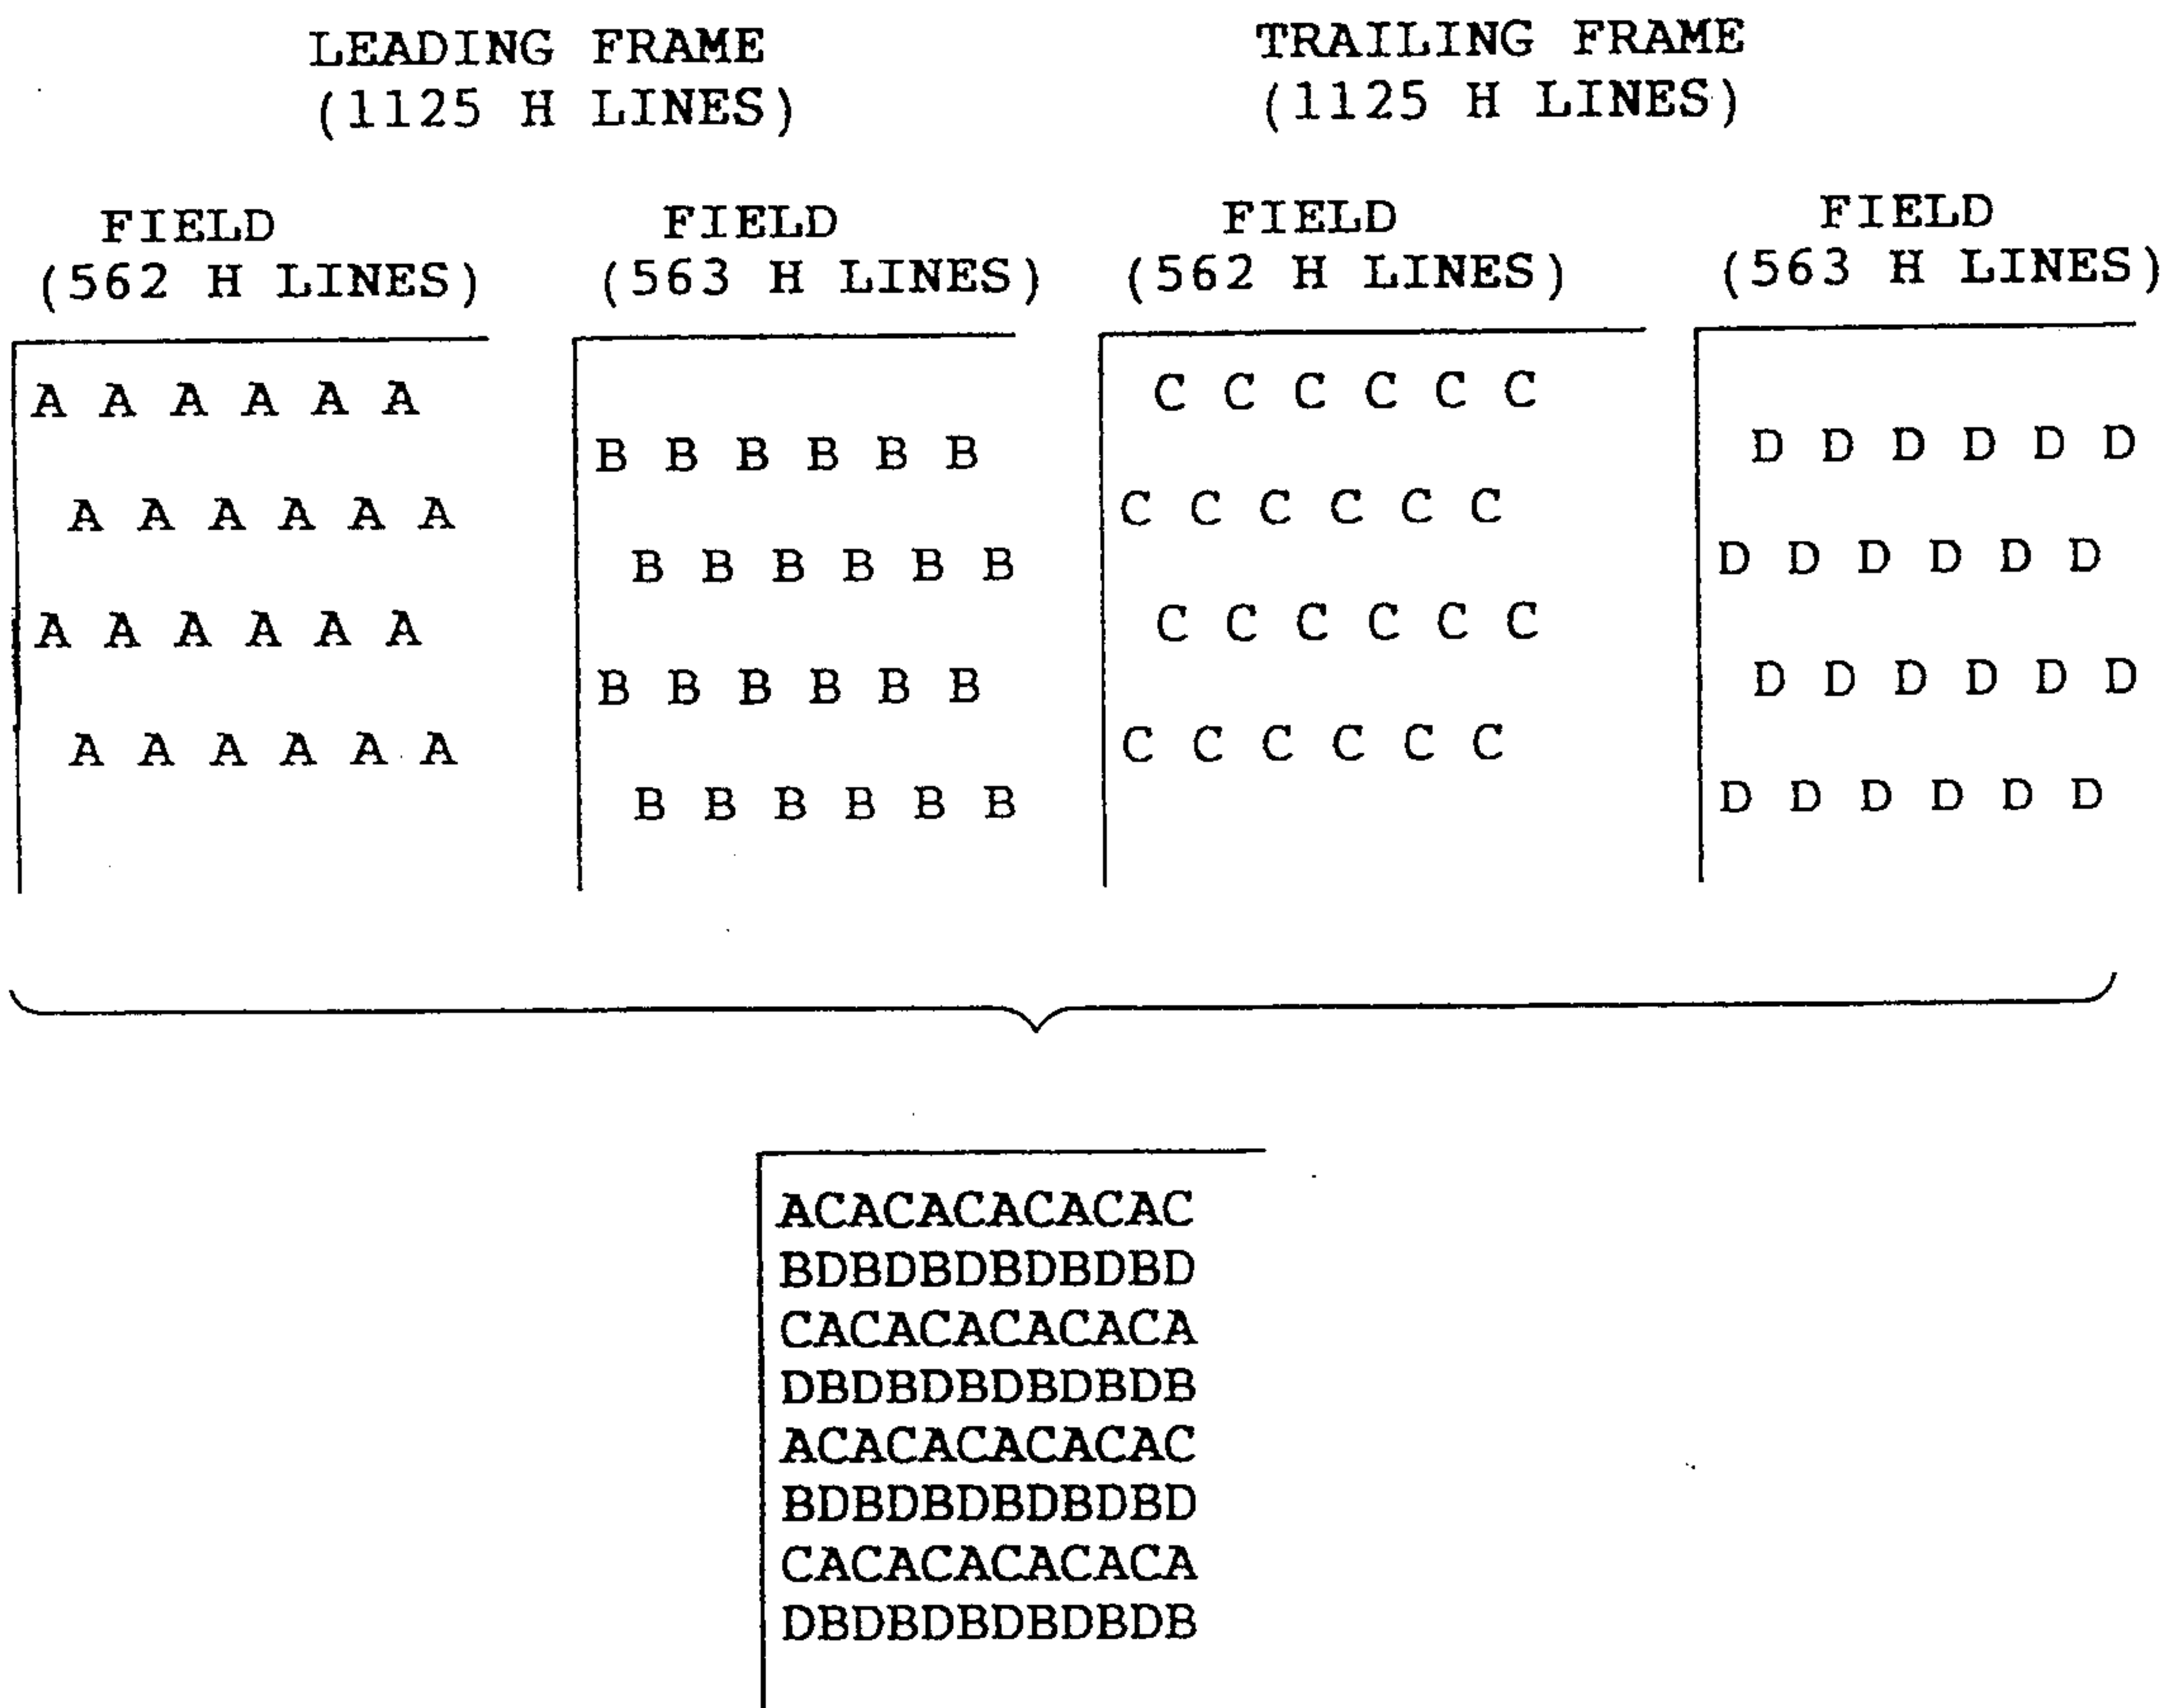 LEADING FRAME
(1125 H LINES)
TRAILING FRAME
(1125 H LINES)
FIELD
(562 H LINES)
FIELD
(563 H LINES)
FIELD
(562 H LINES)
FIELD
(563 H LINES)
A A A A A A
A A A A A A
A A A A A A
A A A A A A
B B B B B B
B B B B B B
B B B B B B
B B B B B B
C C C C C C
C C C C C C
C C C C C C
C C C C C C
D D D D D D
D D D D D D
D D D D D D
D D D D D D
ACACACACACAC
BDBDBDBDBDBD
CACACACACACA
DBDBDBDBDBDB
ACACACACACAC
BDBDBDBDBDBD
CACACACACACA
DBDBDBDBDBDB